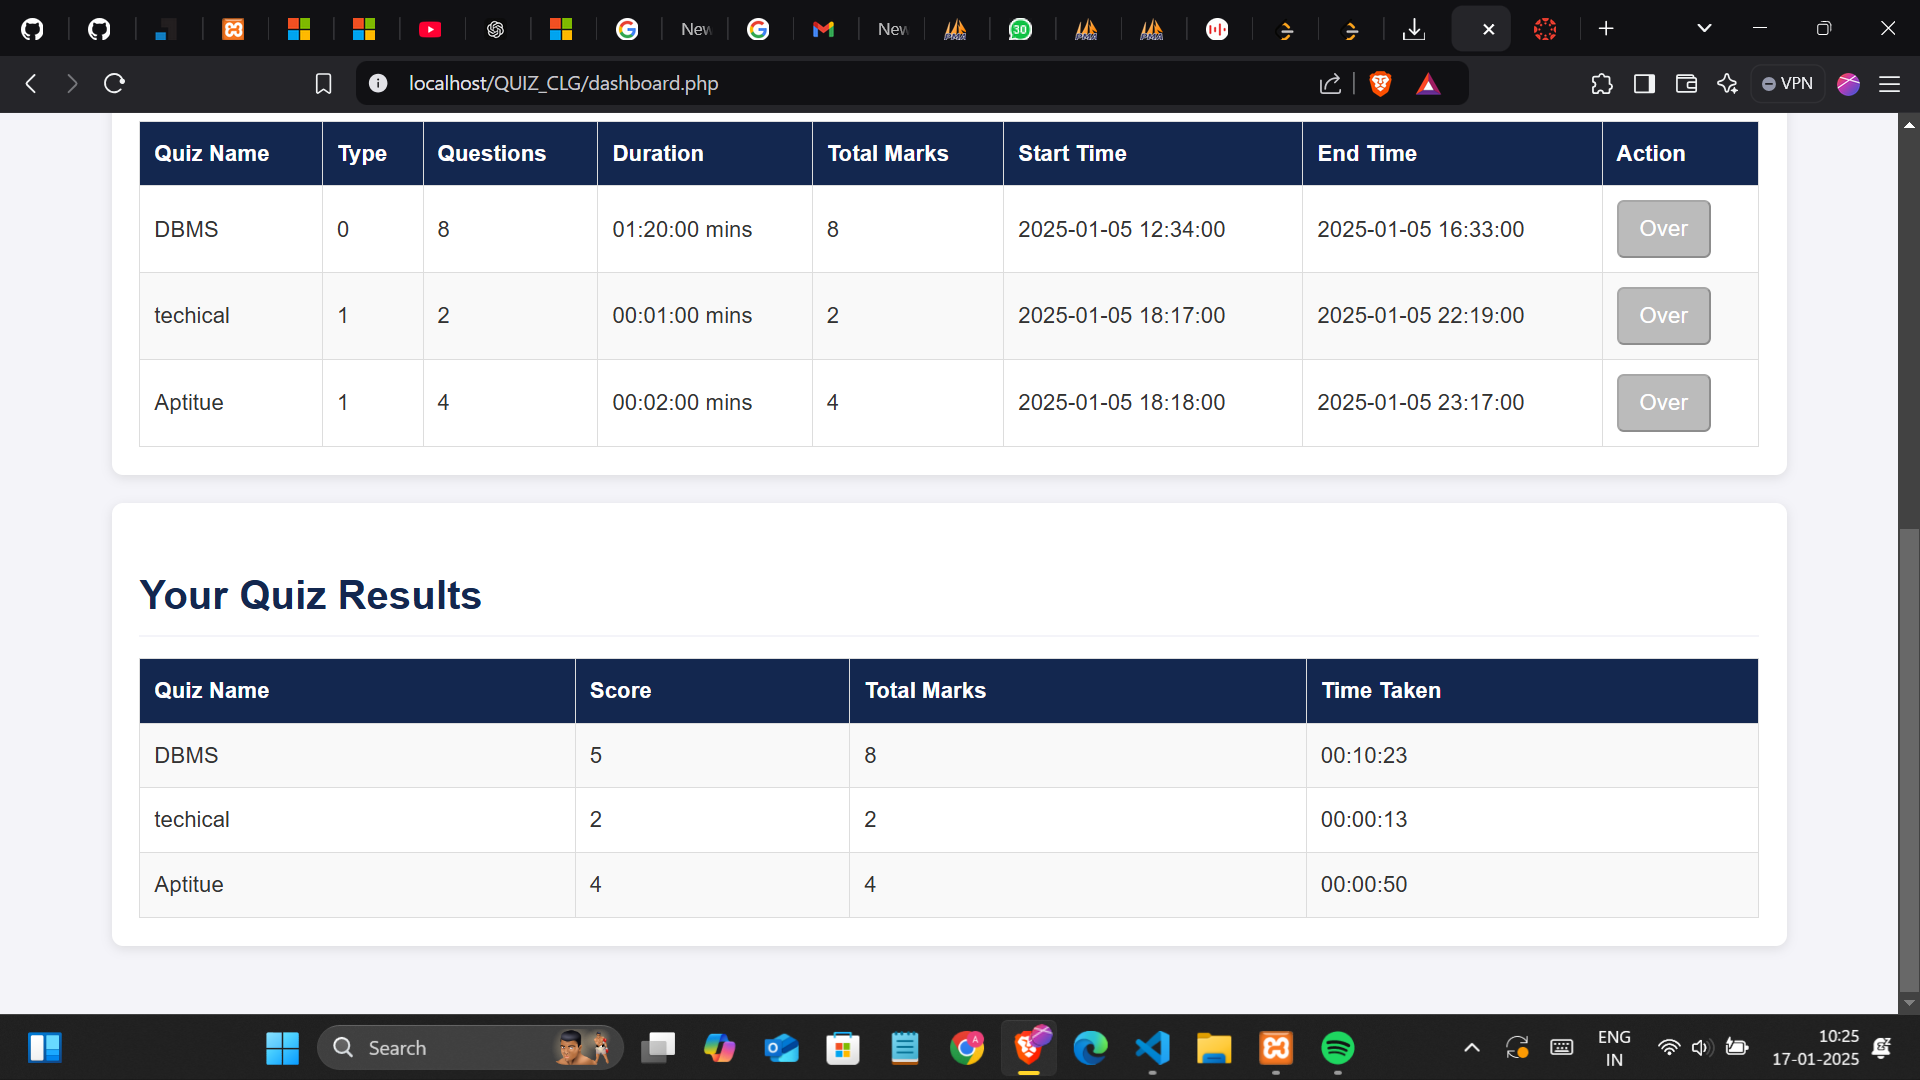 New
New
30
localhost/QUIZ_CLG/dashboard.php
VPN
Quiz Name Type Questions Duration Total Marks Start Time End Time Action
DBMS 0 8 01:20:00 mins 8 2025-01-05 12:34:00 2025-01-05 16:33:00 Over
techical 1 2 00:01:00 mins 2 2025-01-05 18:17:00 2025-01-05 22:19:00 Over
Aptitue 1 4 00:02:00 mins 4 2025-01-05 18:18:00 2025-01-05 23:17:00 Over
Your Quiz Results
Quiz Name Score Total Marks Time Taken
DBMS 5 8 00:10:23
techical 2 2 00:00:13
Aptitue 4 4 00:00:50
Search
ENG
IN
10:25
17-01-2025